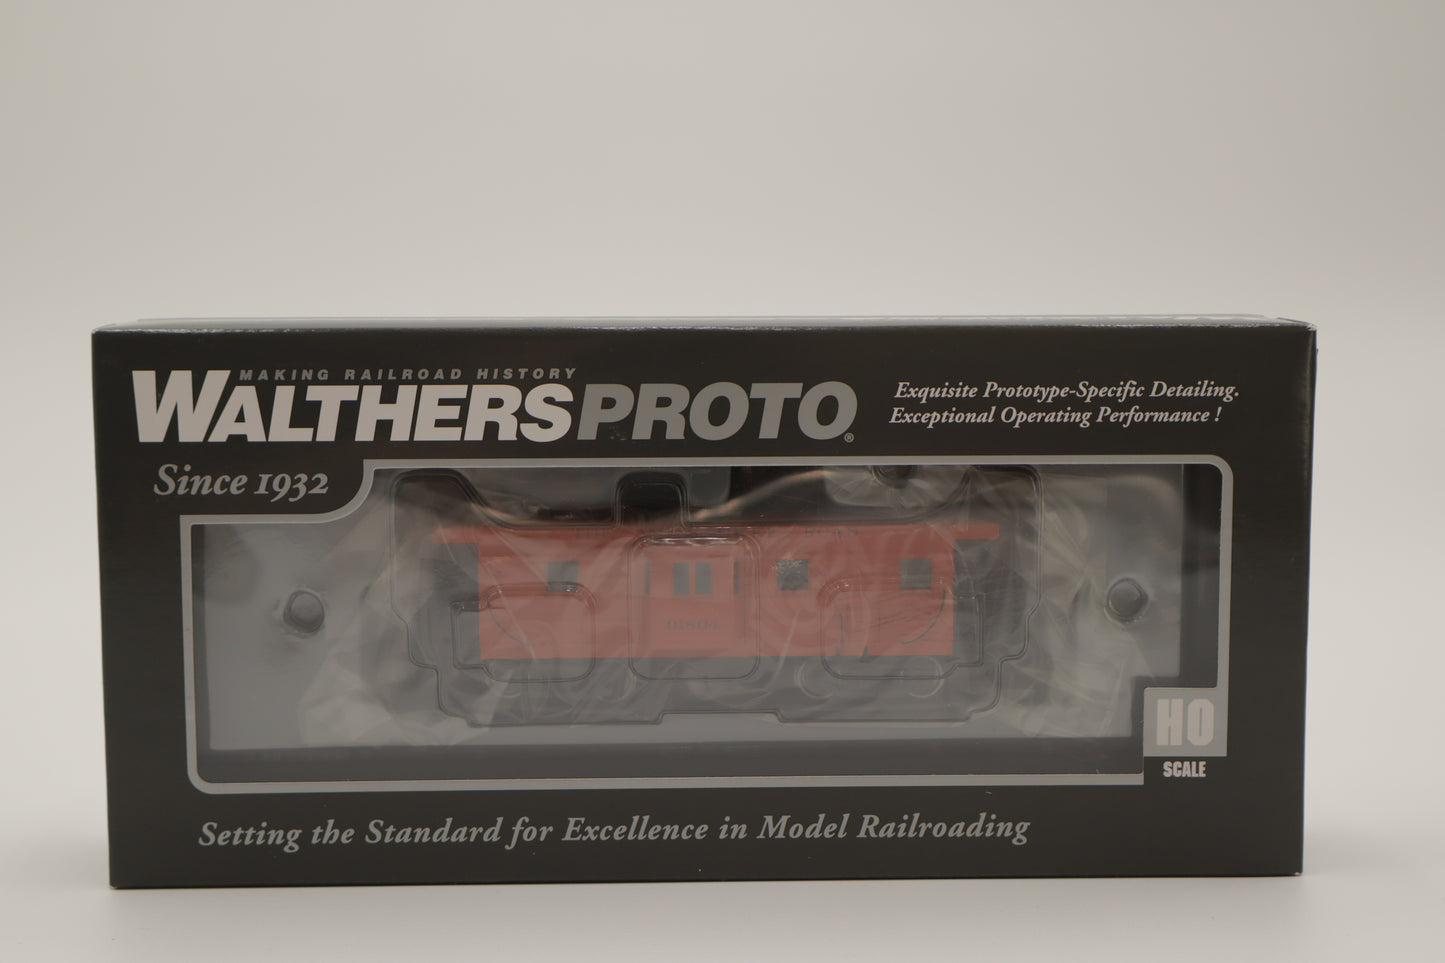 MAKING RAILROAD HISTORY
WALTHERSPROTO®
Since 1932
Exquisite Prototype-Specific Detailing.
Exceptional Operating Performance !
01804
HO
SCALE
Setting the Standard for Excellence in Model Railroading